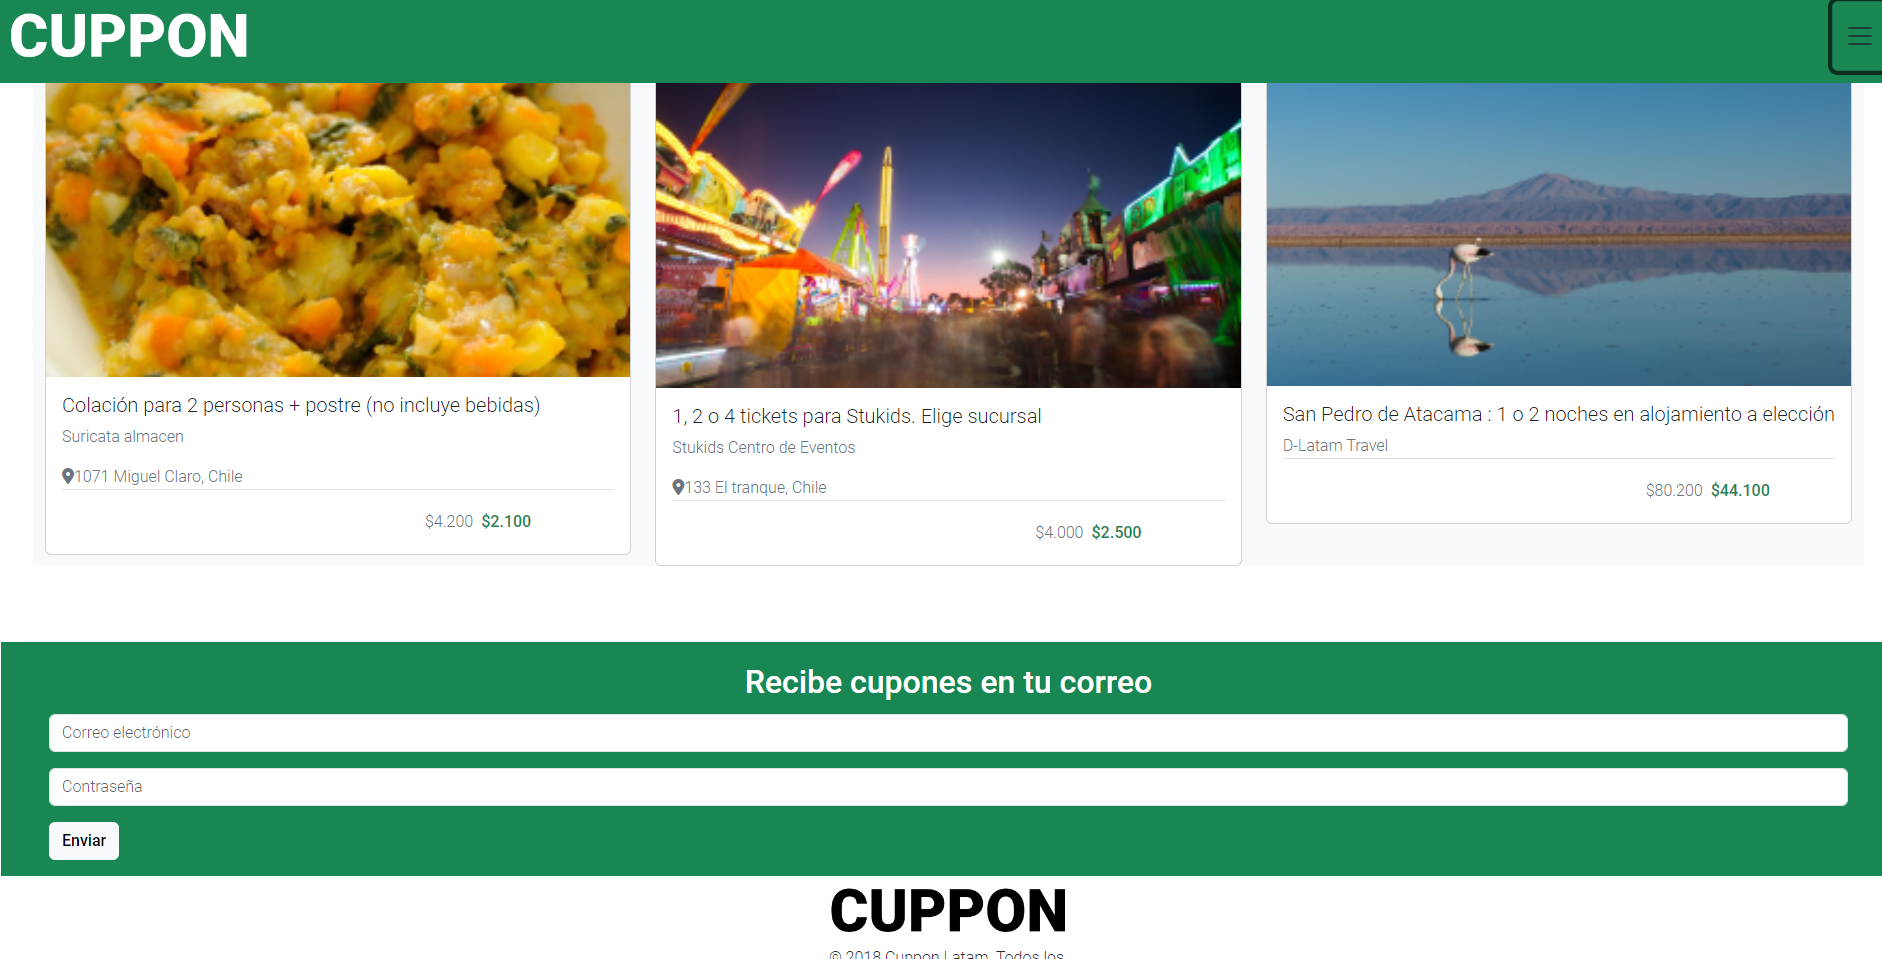 CUPPON
Colación para 2 personas + postre (no incluye bebidas)
Suricata almacen
1071 Miguel Claro, Chile
$4.200 $2.100
1, 2 o 4 tickets para Stukids. Elige sucursal
Stukids Centro de Eventos
133 El tranque, Chile
$4.000 $2.500
San Pedro de Atacama : 1 o 2 noches en alojamiento a elección
D-Latam Travel
$80.200 $44.100
Recibe cupones en tu correo
Correo electrónico
Contraseña
Enviar
CUPPON
© 2018 Cuppon Latam. Todos los